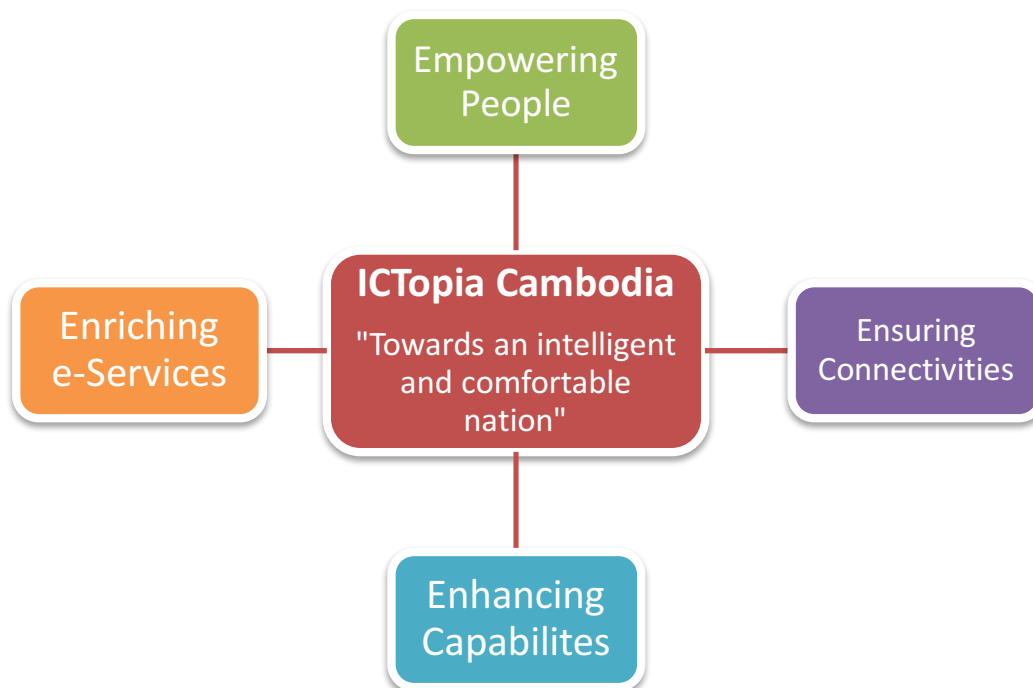 Empowering
People
ICTopia Cambodia
"Towards an intelligent
and comfortable
nation"
Enriching
e-Services
Ensuring
Connectivities
Enhancing
Capabilites